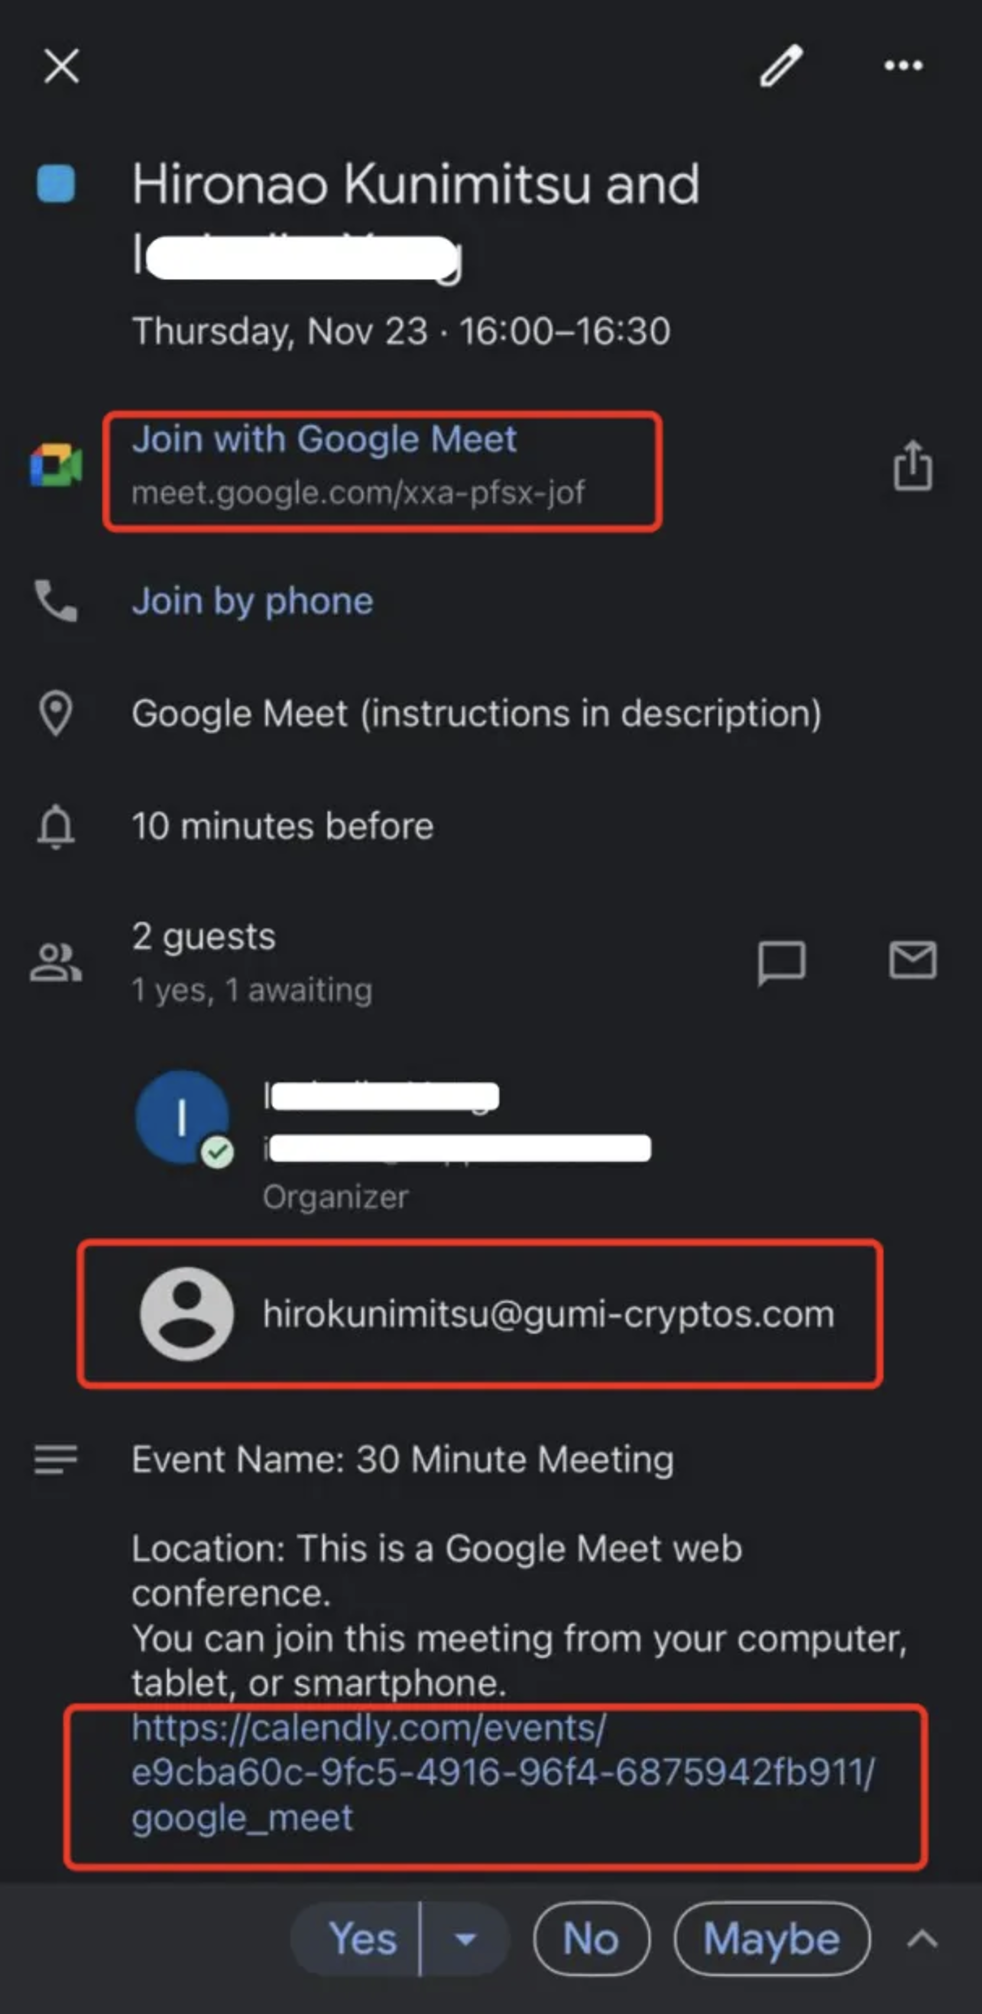 Hironao Kunimitsu and
Thursday, Nov 23 · 16:00–16:30
Join with Google Meet
meet.google.com/xxa-pfsx-jof
Join by phone
Google Meet (instructions in description)
10 minutes before
2 guests
1 yes, 1 awaiting
I
Organizer
hirokunimitsu@gumi-cryptos.com
Event Name: 30 Minute Meeting
Location: This is a Google Meet web
conference.
You can join this meeting from your computer,
tablet, or smartphone.
https://calendly.com/events/
e9cba60c-9fc5-4916-96f4-6875942fb911/
google_meet
Yes
No
Maybe